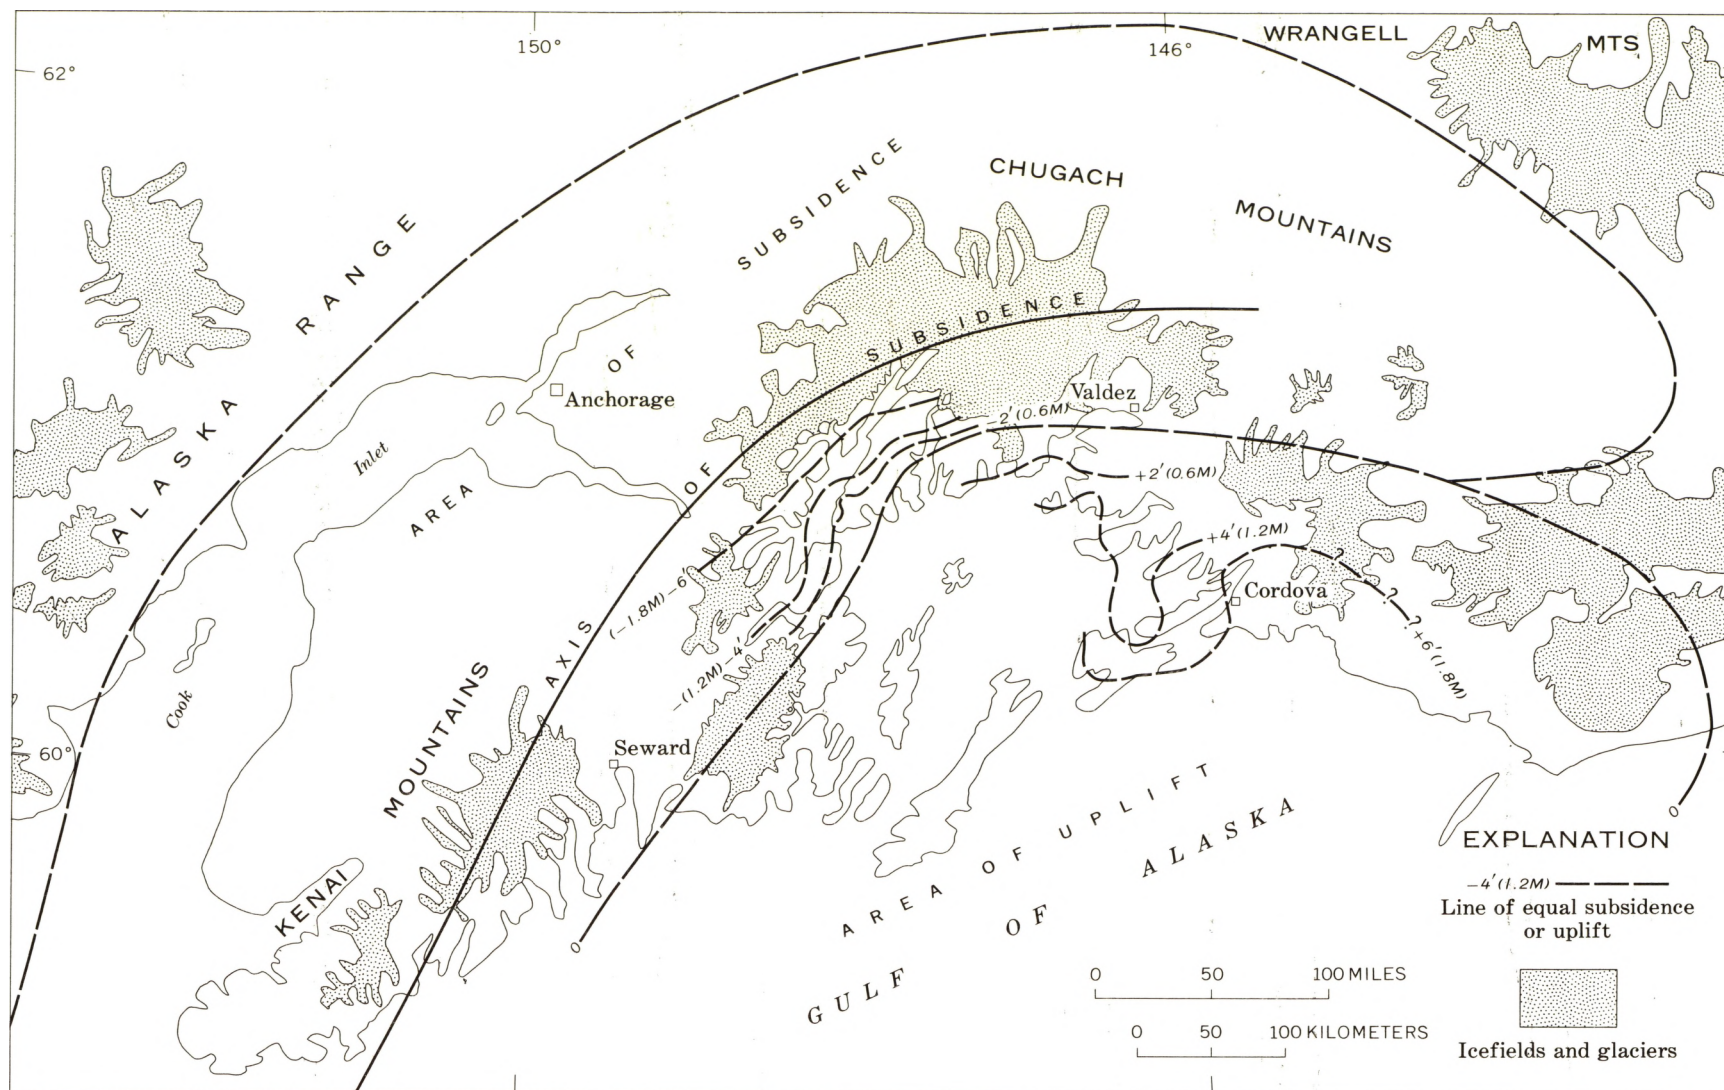 150°
146°
62°
WRANGELL MTS
CHUGACH
MOUNTAINS
ALASKA RANGE
AREA OF SUBSIDENCE
AXIS OF SUBSIDENCE
Anchorage
Valdez
Cook Inlet
-2'(0.6M)
+2'(0.6M)
+4'(1.2M)
Cordova
?
?
?+6'(1.8M)
(-1.8M)-6'
-(1.2M)-4'
60°
Seward
KENAI MOUNTAINS
AREA OF UPLIFT
GULF OF ALASKA
0
0
EXPLANATION
-4'(1.2M)
Line of equal subsidence
or uplift
Icefields and glaciers
0 50 100 MILES
0 50 100 KILOMETERS